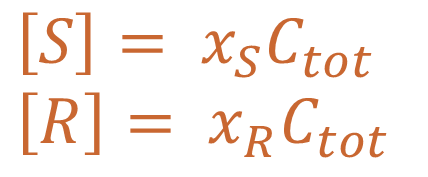 [S] = x_S C_tot
[R] = x_R C_tot